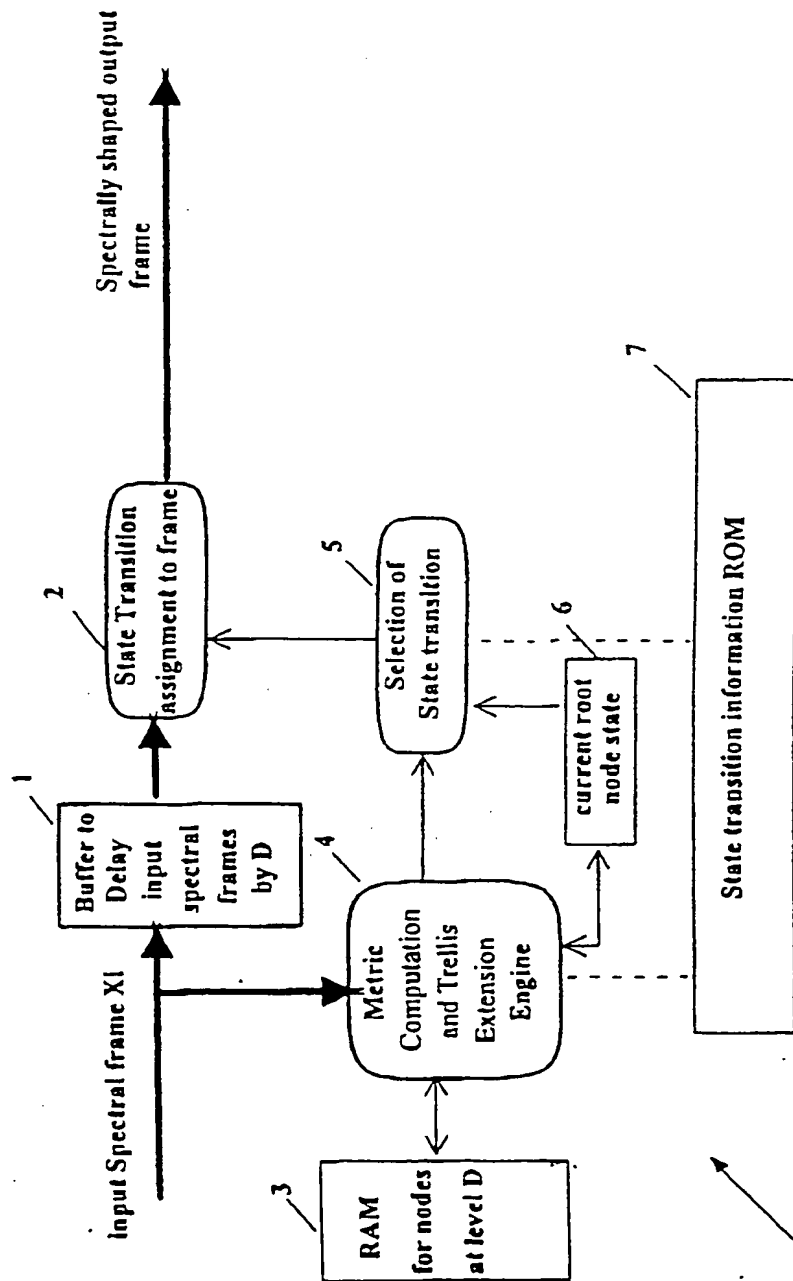 Input Spectral frame XI
1
Buffer to
Delay
input
spectral
frames
by D
2
State Transition
assignment to frame
Spectrally shaped output
frame
3
RAM
for nodes
at level D
4
Metric
Computation
and Trellis
Extension
Engine
5
Selection of
State transition
6
current root
node state
7
State transition information ROM